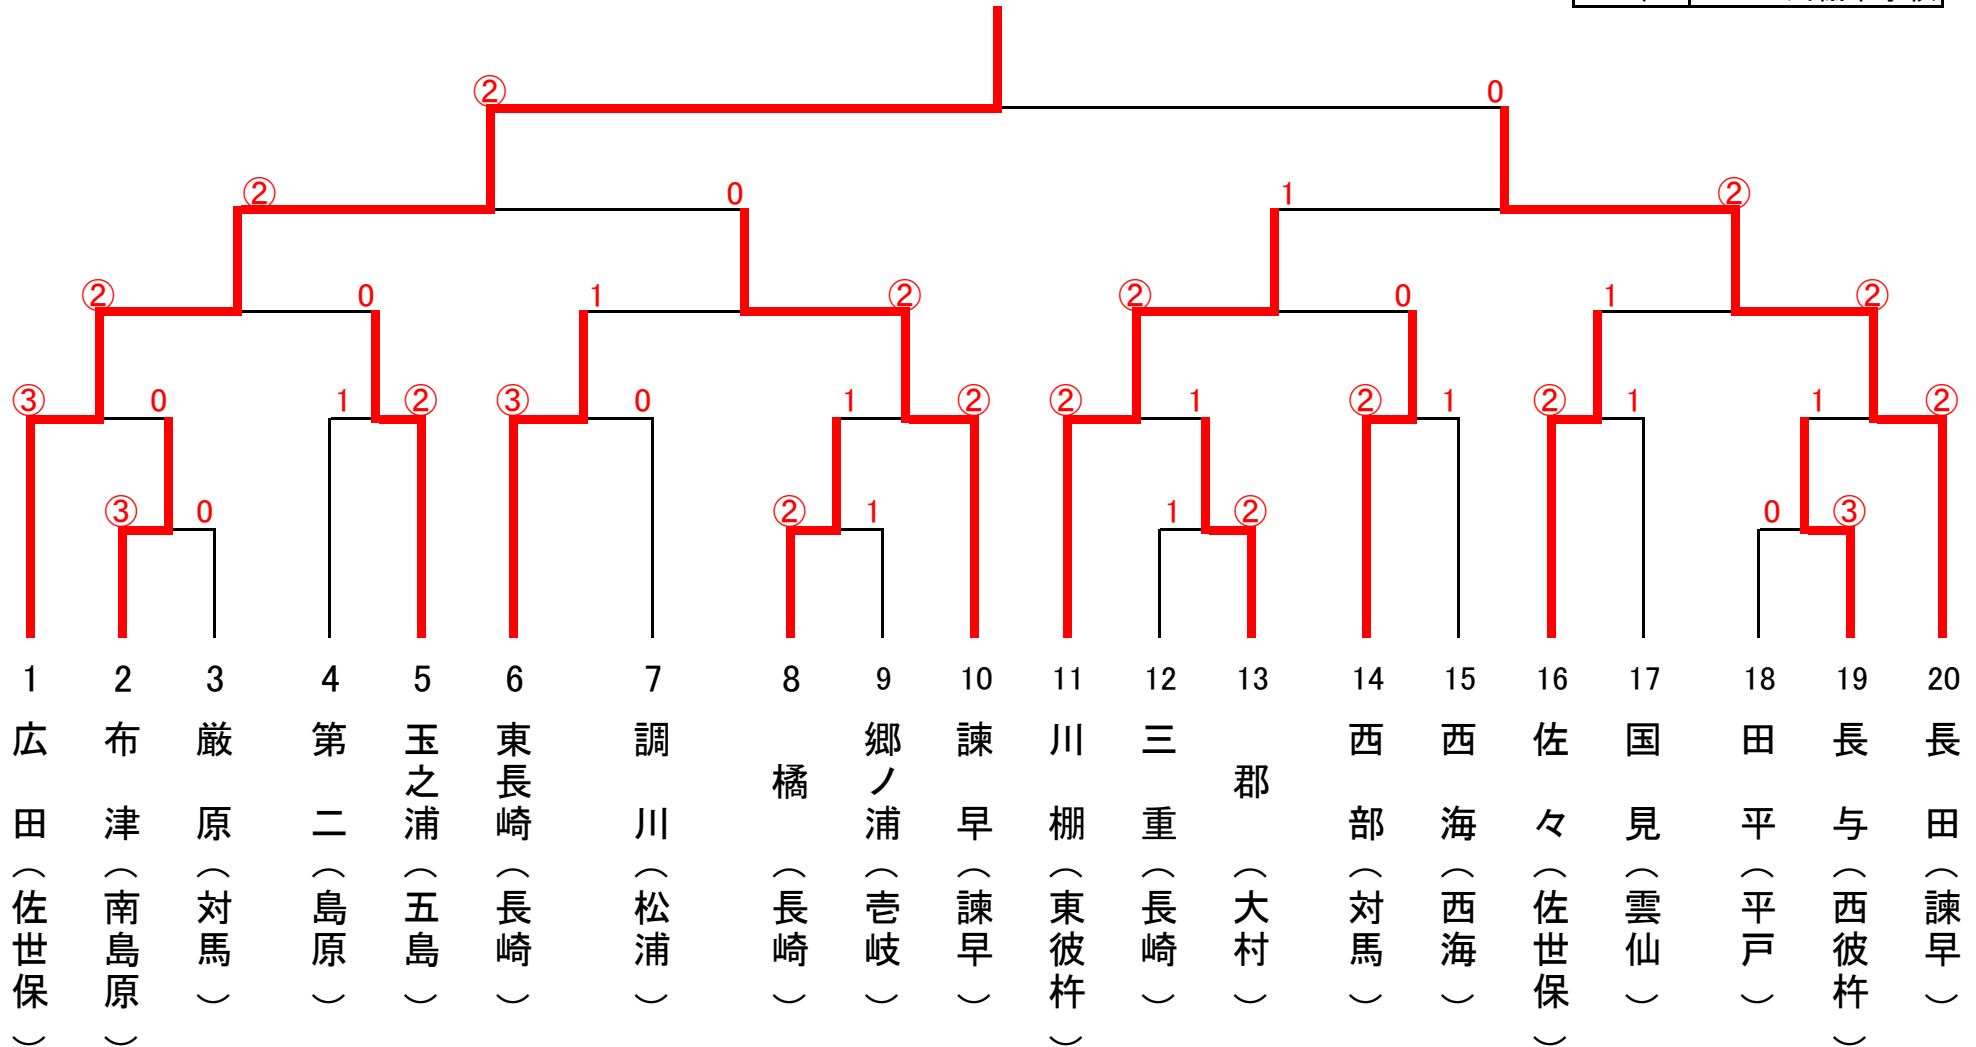 ② 0
② 0 1 ②
② 0 1 ② ② 0 1 ②
③ 0 1 ② ③ 0 1 ② ② 1 ② 1 ② 1 1 ②
③ 0 ② 1 1 ② 0 ③
1 2 3 4 5 6 7 8 9 10 11 12 13 14 15 16 17 18 19 20
広田(佐世保)
布津(南島原)
厳原(対馬)
第二(島原)
玉之浦(五島)
東長崎(長崎)
調川(松浦)
橘(長崎)
郷ノ浦(壱岐)
諫早(諫早)
川棚(東彼杵)
三重(長崎)
郡(大村)
西部(対馬)
西海(西海)
佐々(佐世保)
国見(雲仙)
田平(平戸)
長与(西彼杵)
長田(諫早)